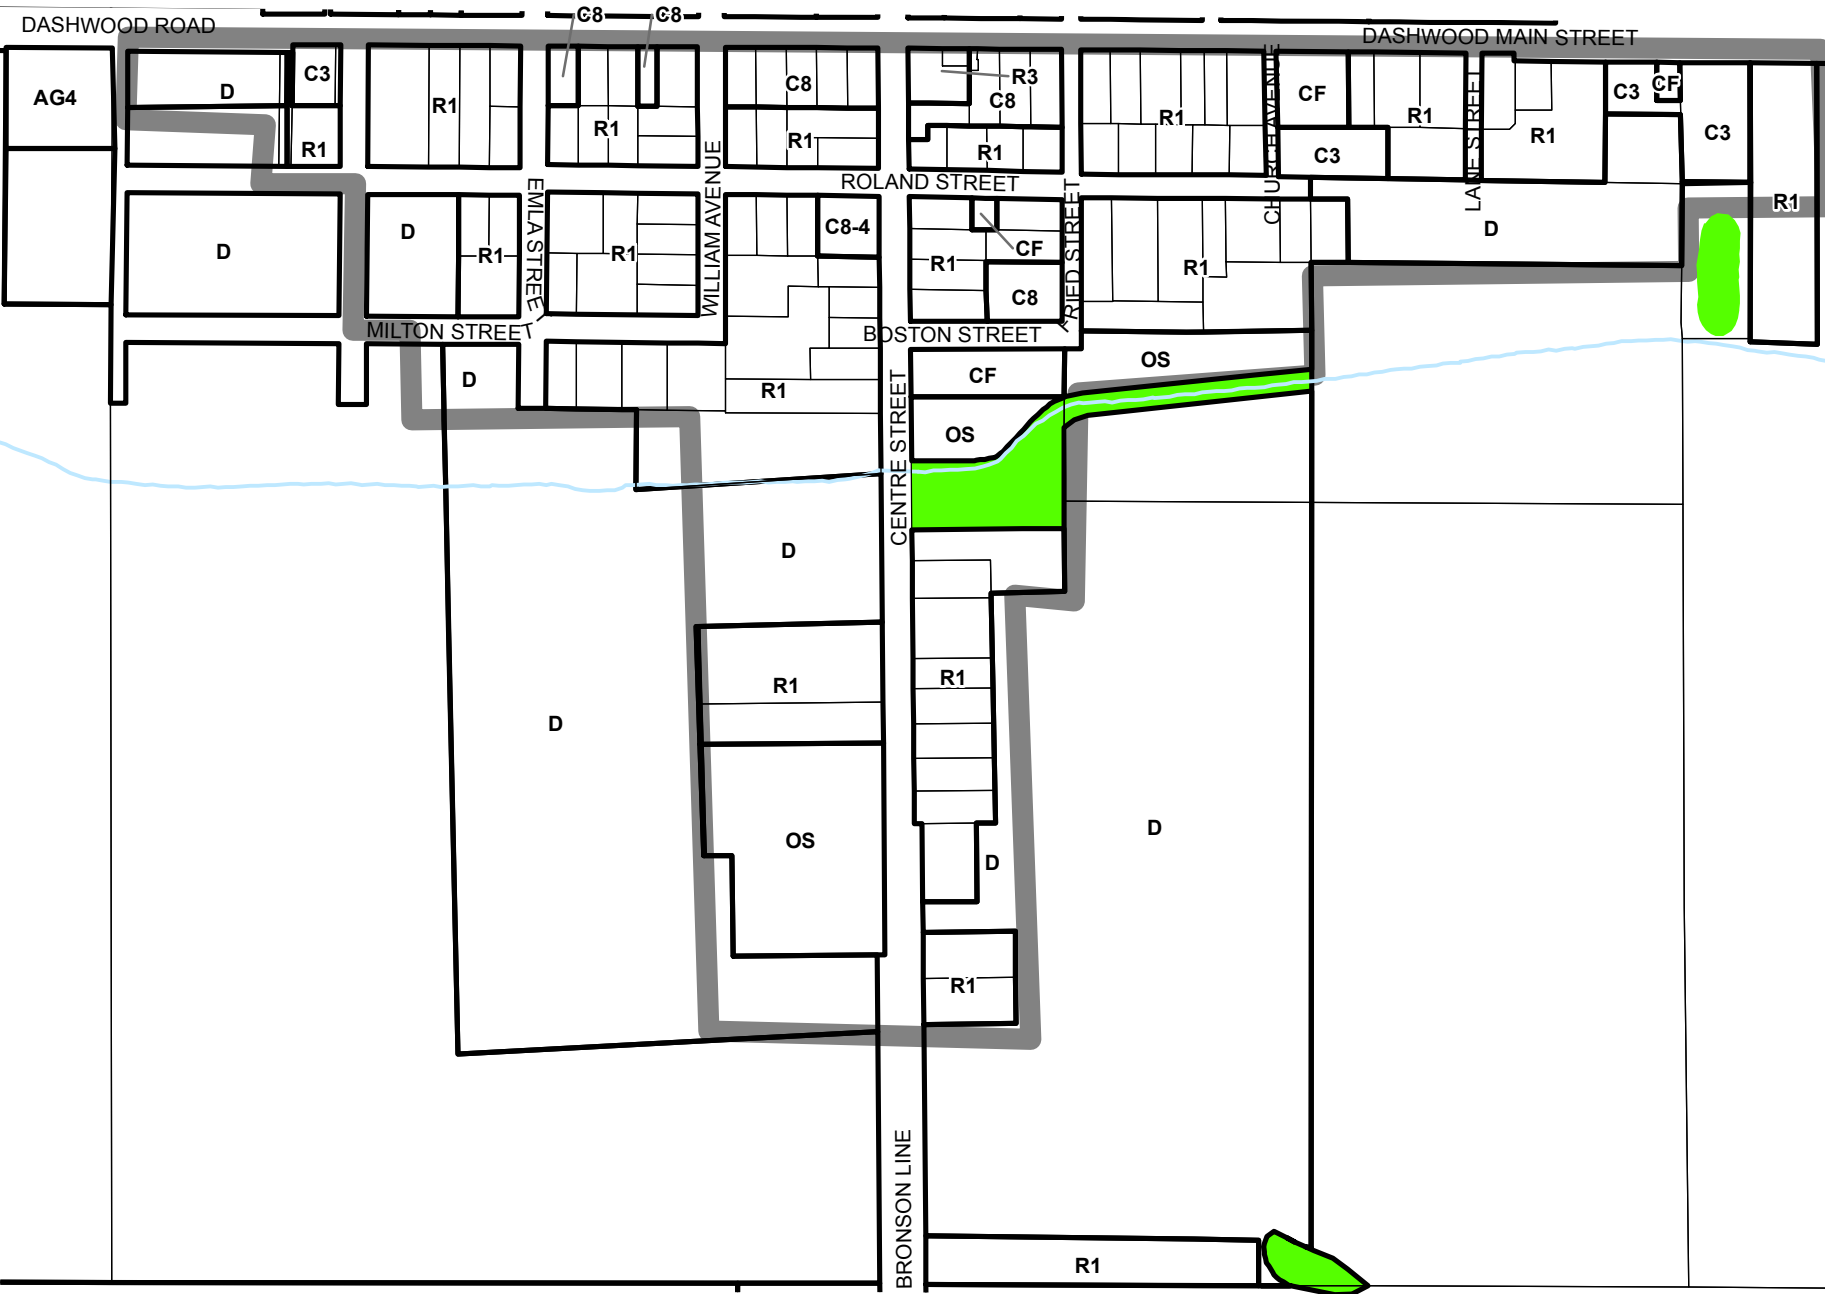 C8
C8
DASHWOOD ROAD
DASHWOOD MAIN STREET
AG4
D
C3
R1
R1
R1
C8
R1
R3
C8
R1
R1
CF
C3
R1
R1
C3
CF
C3
R1
ROLAND STREET
EMLA STREET
WILLIAM AVENUE
FRIED STREET
CHURCH AVENUE
LANE STREET
D
D
R1
R1
C8-4
R1
CF
C8
R1
D
MILTON STREET
BOSTON STREET
D
R1
CF
OS
OS
CENTRE STREET
D
R1
R1
D
OS
D
D
R1
BRONSON LINE
R1